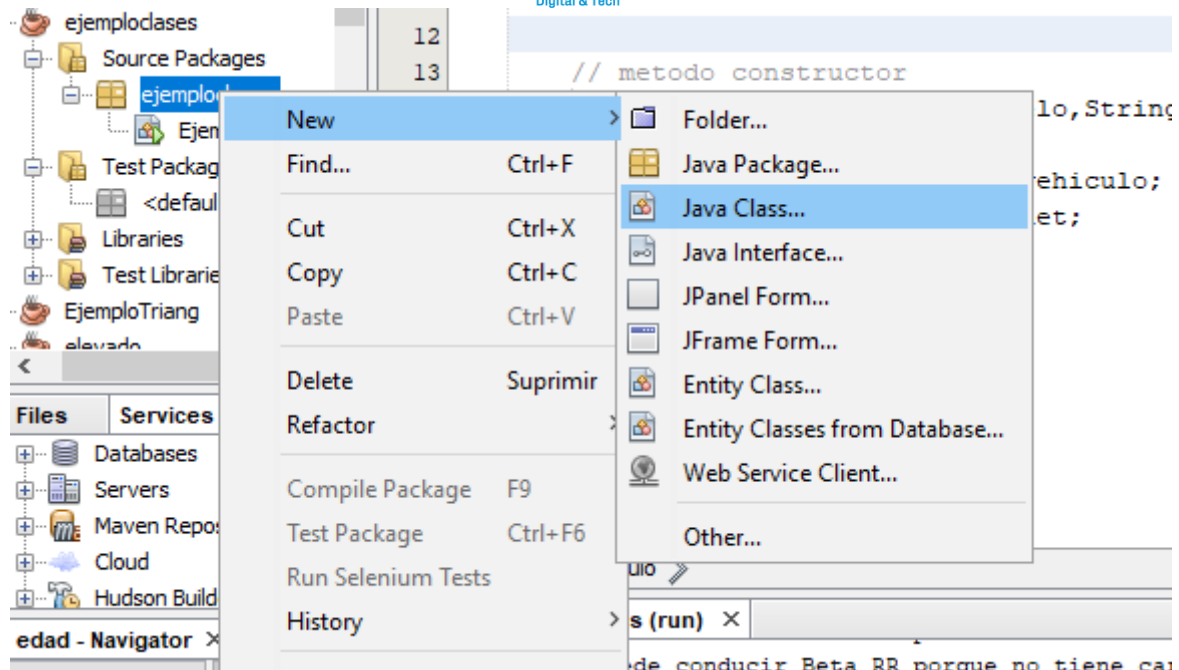 Digital & Tech
ejemploclases
Source Packages
Ejem
Test Packag
<defaul
Libraries
Test Librarie
EjemploTriang
elevado
Files
Services
Databases
Servers
Maven Repos
Cloud
Hudson Build
edad - Navigator ×
12
13
// metodo constructor
lo,String
ehiculo;
et;
New
Find... Ctrl+F
Cut Ctrl+X
Copy Ctrl+C
Paste Ctrl+V
Delete Suprimir
Refactor
Compile Package F9
Test Package Ctrl+F6
Run Selenium Tests
History
Folder...
Java Package...
Java Class...
Java Interface...
JPanel Form...
JFrame Form...
Entity Class...
Entity Classes from Database...
Web Service Client...
Other...
s (run) ×
de conducir Beta RR porque no tiene car